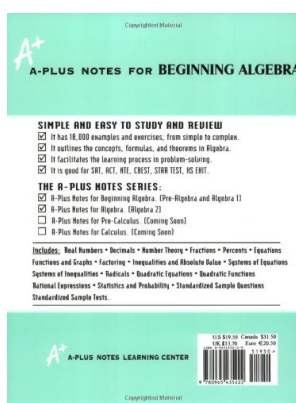 Copyrighted Material
A+
A-PLUS NOTES FOR BEGINNING ALGEBRA
SIMPLE AND EASY TO STUDY AND REVIEW
☑ It has 18,000 examples and exercises, from simple to complex.
☑ It outlines the concepts, formulas, and theorems in Algebra.
☑ It facilitates the learning process in problem-solving.
☑ It is good for SAT, ACT, NTE, CBEST, STAR TEST, HS EXIT.
THE A-PLUS NOTES SERIES:
☑ A-Plus Notes for Beginning Algebra. (Pre-Algebra and Algebra 1)
☑ A-Plus Notes for Algebra. (Algebra 2)
☐ A-Plus Notes for Pre-Calculus. (Coming Soon)
☐ A-Plus Notes for Calculus. (Coming Soon)
Includes: Real Numbers • Decimals • Number Theory • Fractions • Percents • Equations
Functions and Graphs • Factoring • Inequalities and Absolute Value • Systems of Equations
Systems of Inequalities • Radicals • Quadratic Equations • Quadratic Functions
Rational Expressions • Statistics and Probability • Standardized Sample Questions
Standardized Sample Tests.
U.S $19.50 Canada $31.50
UK £13.76 Euro €20.50
51950
A+ A-PLUS NOTES LEARNING CENTER
9780965435222
Copyrighted Material